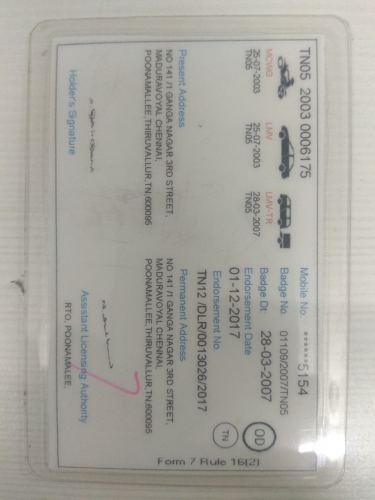 TN05 2003 0006175
MCWG
25-07-2003
TN05
LMV
25-07-2003
TN05
LMV-TR
28-03-2007
TN05
Mobile No. ******5154
Badge No. 01109/2007/TN05
Badge Dt. 28-03-2007
Endorsement Date
01-12-2017
Endorsement No
TN12 /DLR/0013026/2017
DD
TN
Present Address
NO 141 /1 GANGA NAGAR 3RD STREET,
MADURAVOYAL CHENNAI,
POONAMALLEE,THIRUVALLUR,TN,600095
Permanent Address
NO 141 /1 GANGA NAGAR 3RD STREET,
MADURAVOYAL CHENNAI,
POONAMALLEE,THIRUVALLUR,TN,600095
Holder's Signature
Assistant Licensing Authority
RTO, POONAMALLEE.
Form 7 Rule 16(2)